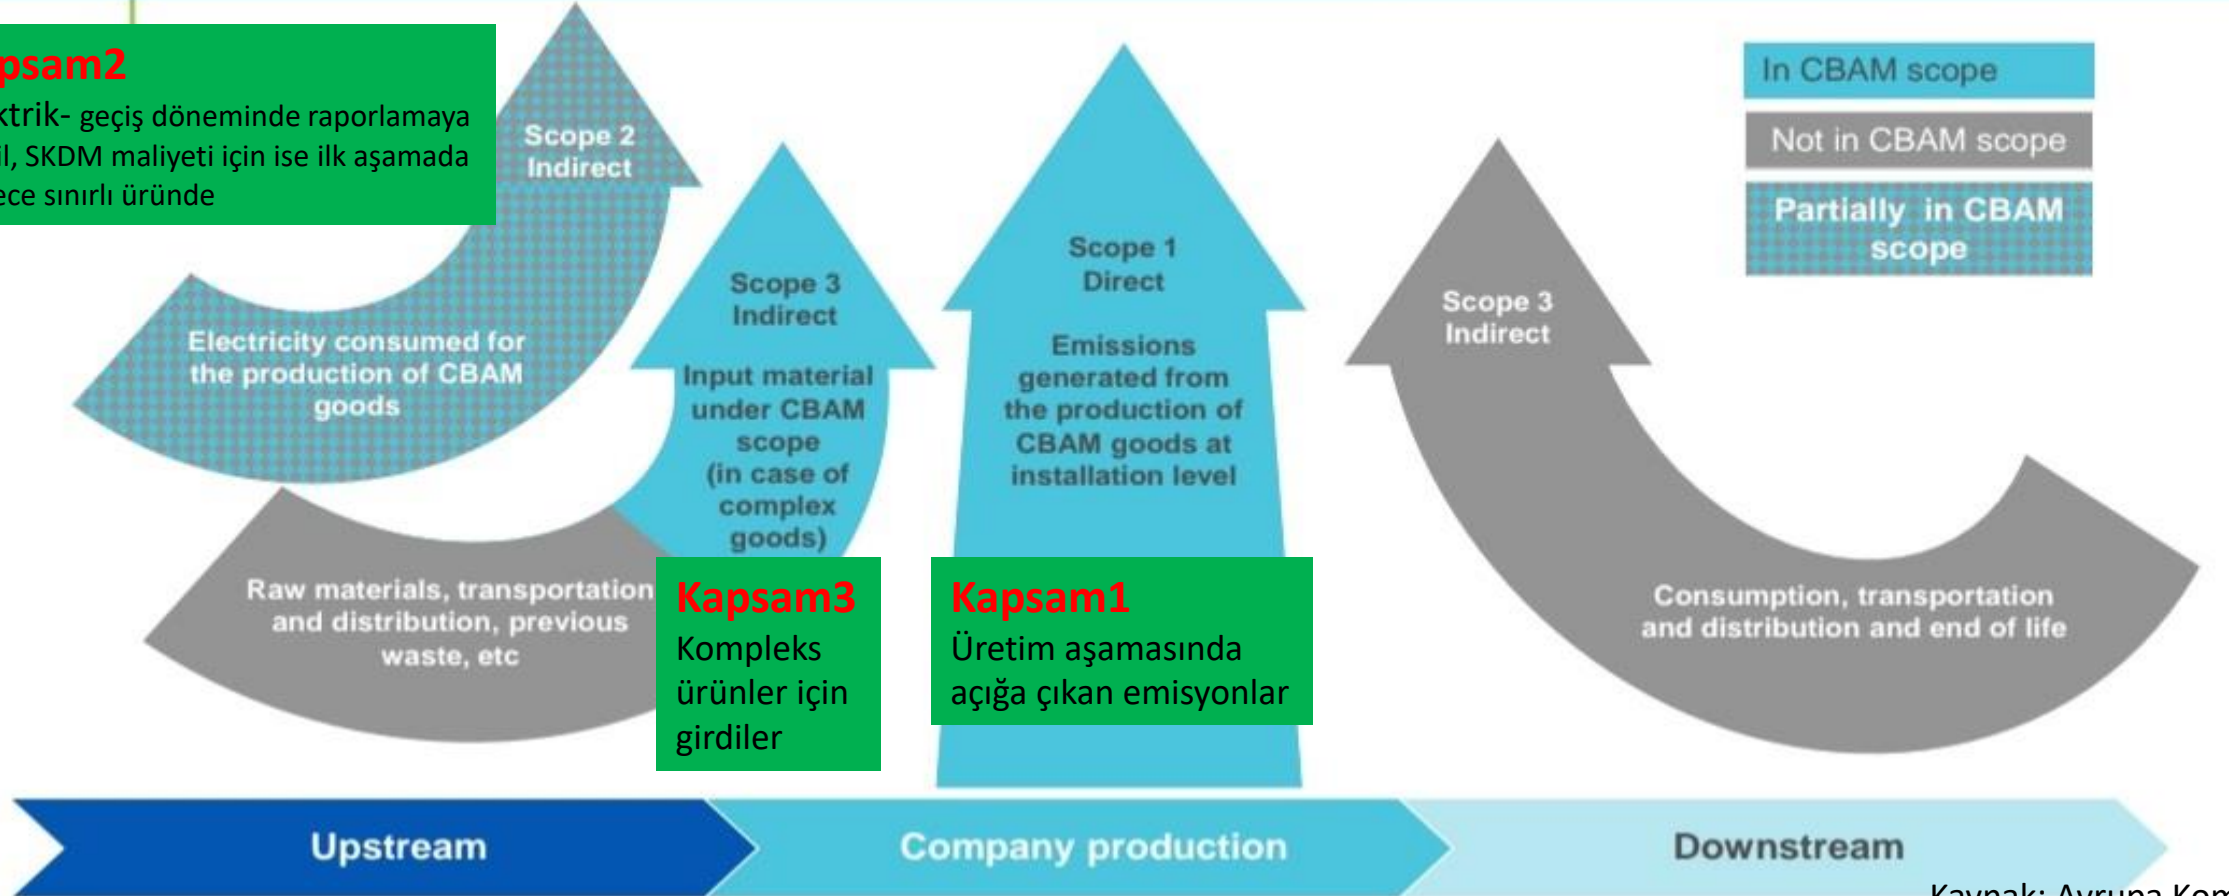 psam2
ktrik- geçiş döneminde raporlamaya
il, SKDM maliyeti için ise ilk aşamada
ece sınırlı üründe
Scope 2
Indirect
Electricity consumed for
the production of CBAM
goods
Scope 3
Indirect
Input material
under CBAM
scope
(in case of
complex
goods)
Raw materials, transportation
and distribution, previous
waste, etc
Kapsam3
Kompleks
ürünler için
girdiler
Scope 1
Direct
Emissions
generated from
the production of
CBAM goods at
installation level
Kapsam1
Üretim aşamasında
açığa çıkan emisyonlar
In CBAM scope
Not in CBAM scope
Partially in CBAM
scope
Scope 3
Indirect
Consumption, transportation
and distribution and end of life
Upstream
Company production
Downstream
Kaynak: Avrupa Kom